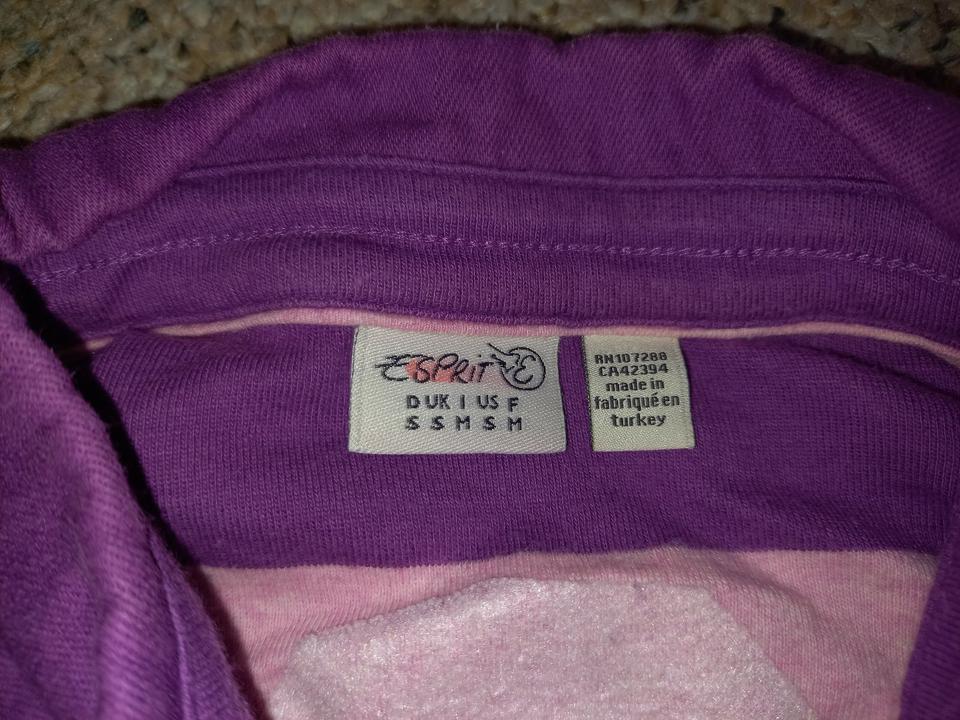 ESPRIT
D UK I US F
S S M S M
RN107288
CA42394
made in
fabriqué en
turkey